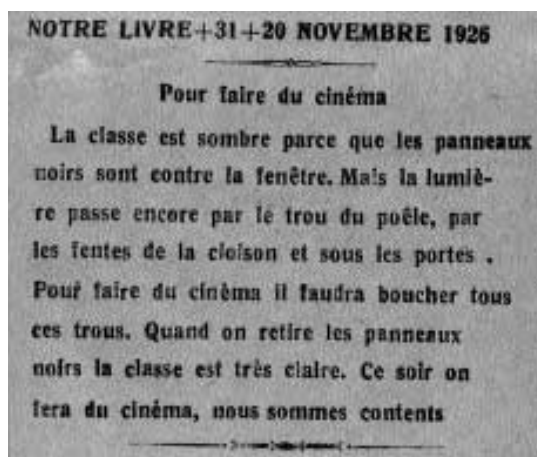 NOTRE LIVRE+31+20 NOVEMBRE 1926
Pour faire du cinéma
La classe est sombre parce que les panneaux
noirs sont contre la fenêtre. Mais la lumiè-
re passe encore par le trou du poêle, par
les fentes de la cloison et sous les portes .
Pour faire du cinèma il faudra boucher tous
ces trous. Quand on retire les panneaux
noirs la classe est très claire. Ce soir on
fera du cinéma, nous sommes contents